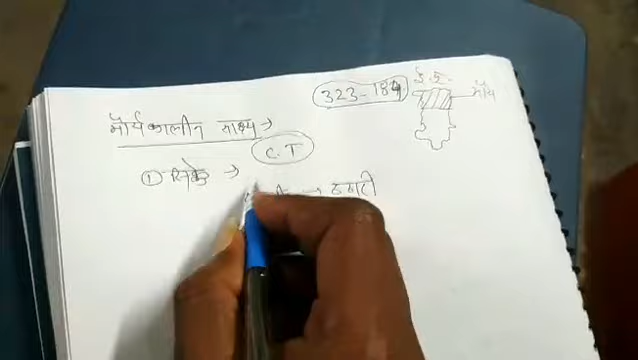 323-184 ई.पू.
मौर्य
मौर्यकालीन साक्ष्य →
C.T
① सिक्के →
→